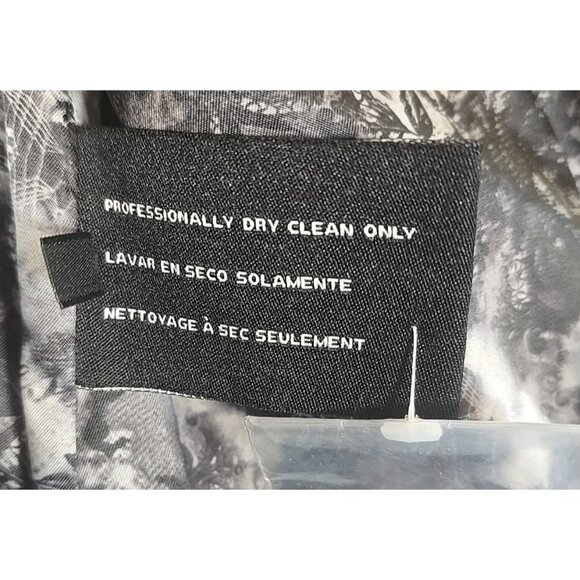 PROFESSIONALLY DRY CLEAN ONLY
LAVAR EN SECO SOLAMENTE
NETTOYAGE À SEC SEULEMENT